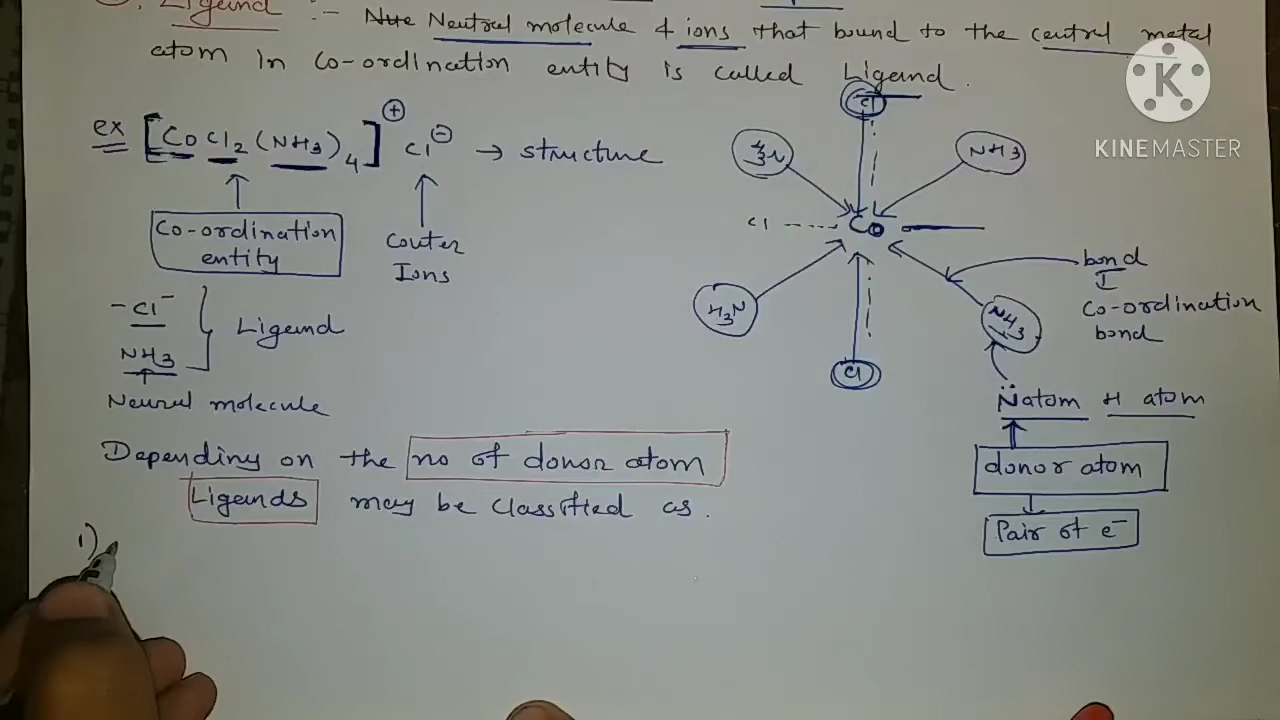 Ligand :- Neutral molecule & ions that bound to the central metal
atom in Co-ordination entity is called Ligand.
ex [CoCl2(NH3)4]⊕ Cl⊖ → structure
Co-ordination
entity
Couter
Ions
-Cl⁻
NH3
Ligand
Neurul molecule
Cl
H3N
NH3
Cl ----- Co
H3N
NH3
Cl
bond
Co-ordination
bond
N̈ atom H atom
donor atom
Pair of e⁻
Depending on the no of donor atom
Ligands may be classified as.
1)
K
KINEMASTER